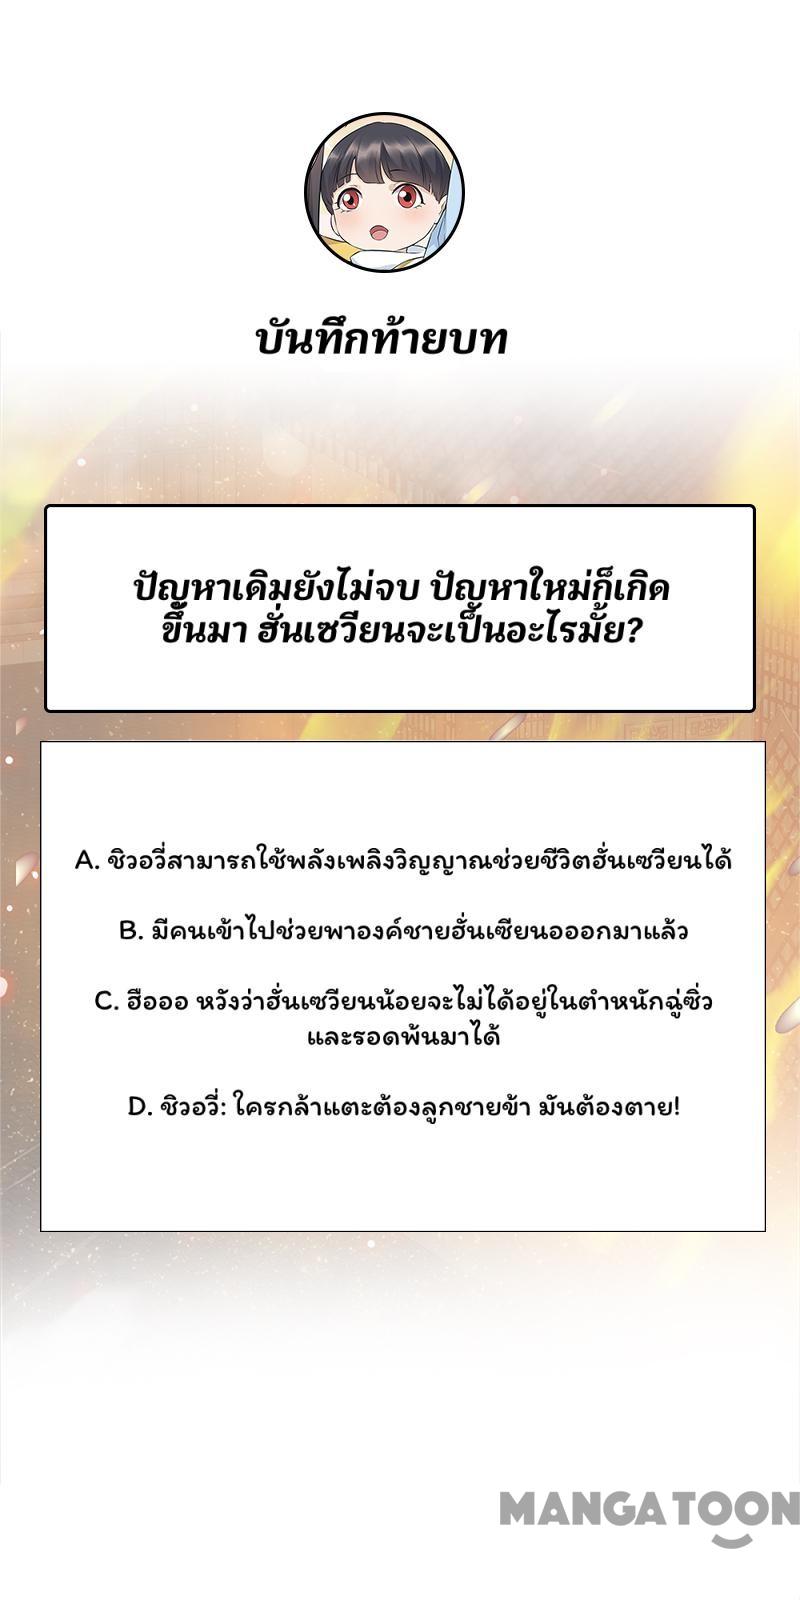 บันทึกท้ายบท
ปัญหาเดิมยังไม่จบ ปัญหาใหม่ก็เกิด
ขึ้นมา ฮั่นเซวียนจะเป็นอะไรมั้ย?
A. ชิวอวี่สามารถใช้พลังเพลิงวิญญาณช่วยชีวิตฮั่นเซวียนได้
B. มีคนเข้าไปช่วยพาองค์ชายฮั่นเซียนอออกมาแล้ว
C. ฮือออ หวังว่าฮั่นเซวียนน้อยจะไม่ได้อยู่ในตำหนักฉู่ซิ่ว
และรอดพ้นมาได้
D. ชิวอวี่: ใครกล้าแตะต้องลูกชายข้า มันต้องตาย!
MANGATOON